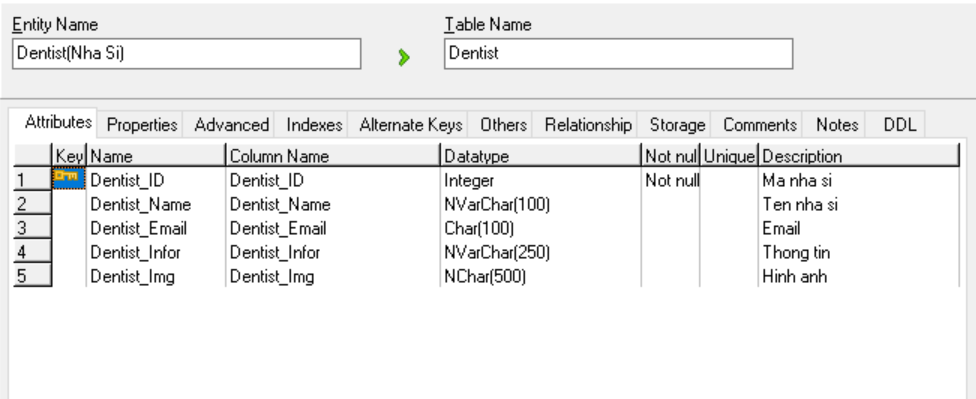 Entity Name Table Name
Dentist(Nha Si) Dentist
Attributes Properties Advanced Indexes Alternate Keys Others Relationship Storage Comments Notes DDL
Key Name Column Name Datatype Not nul Unique Description
1 Dentist_ID Dentist_ID Integer Not null Ma nha si
2 Dentist_Name Dentist_Name NVarChar(100) Ten nha si
3 Dentist_Email Dentist_Email Char(100) Email
4 Dentist_Infor Dentist_Infor NVarChar(250) Thong tin
5 Dentist_Img Dentist_Img NChar(500) Hinh anh